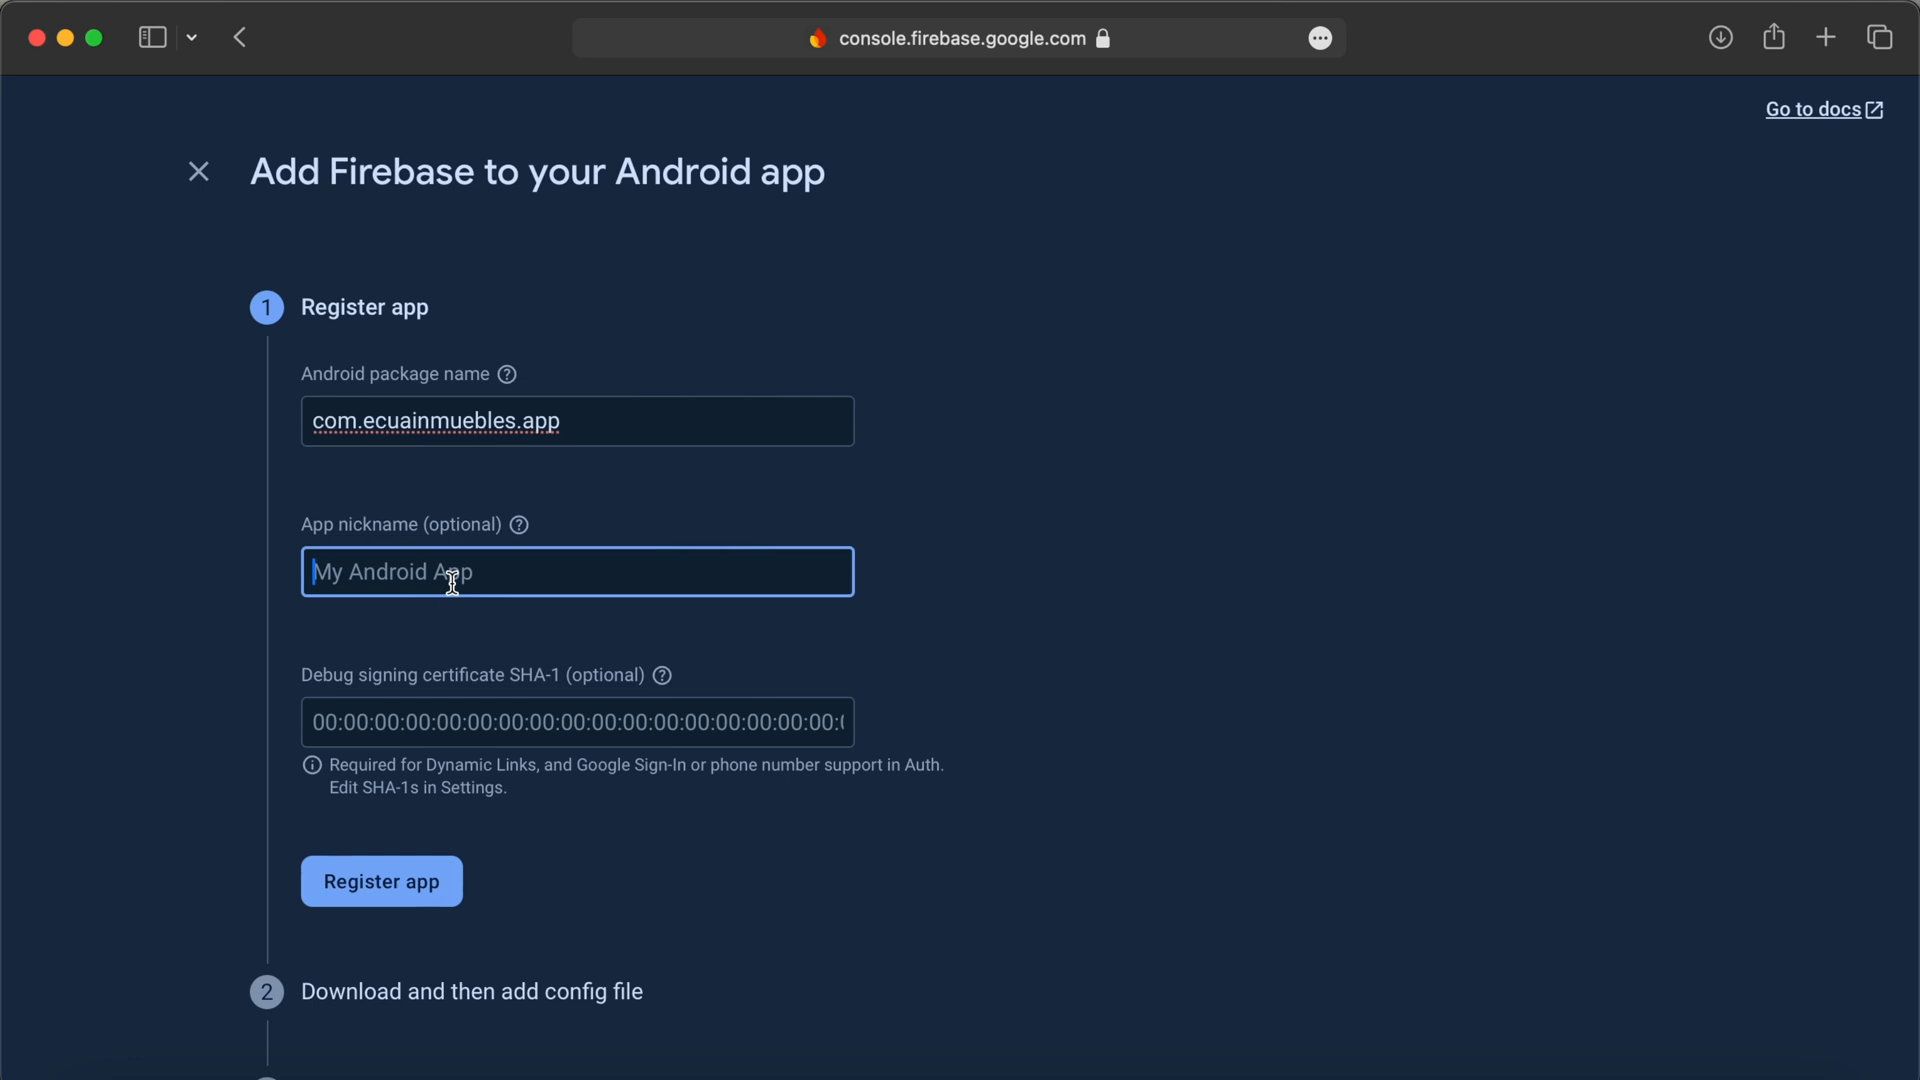 console.firebase.google.com
Go to docs
Add Firebase to your Android app
1 Register app
Android package name
com.ecuainmuebles.app
App nickname (optional)
My Android App
Debug signing certificate SHA-1 (optional)
00:00:00:00:00:00:00:00:00:00:00:00:00:00:00:00:00:
Required for Dynamic Links, and Google Sign-In or phone number support in Auth.
Edit SHA-1s in Settings.
Register app
2 Download and then add config file